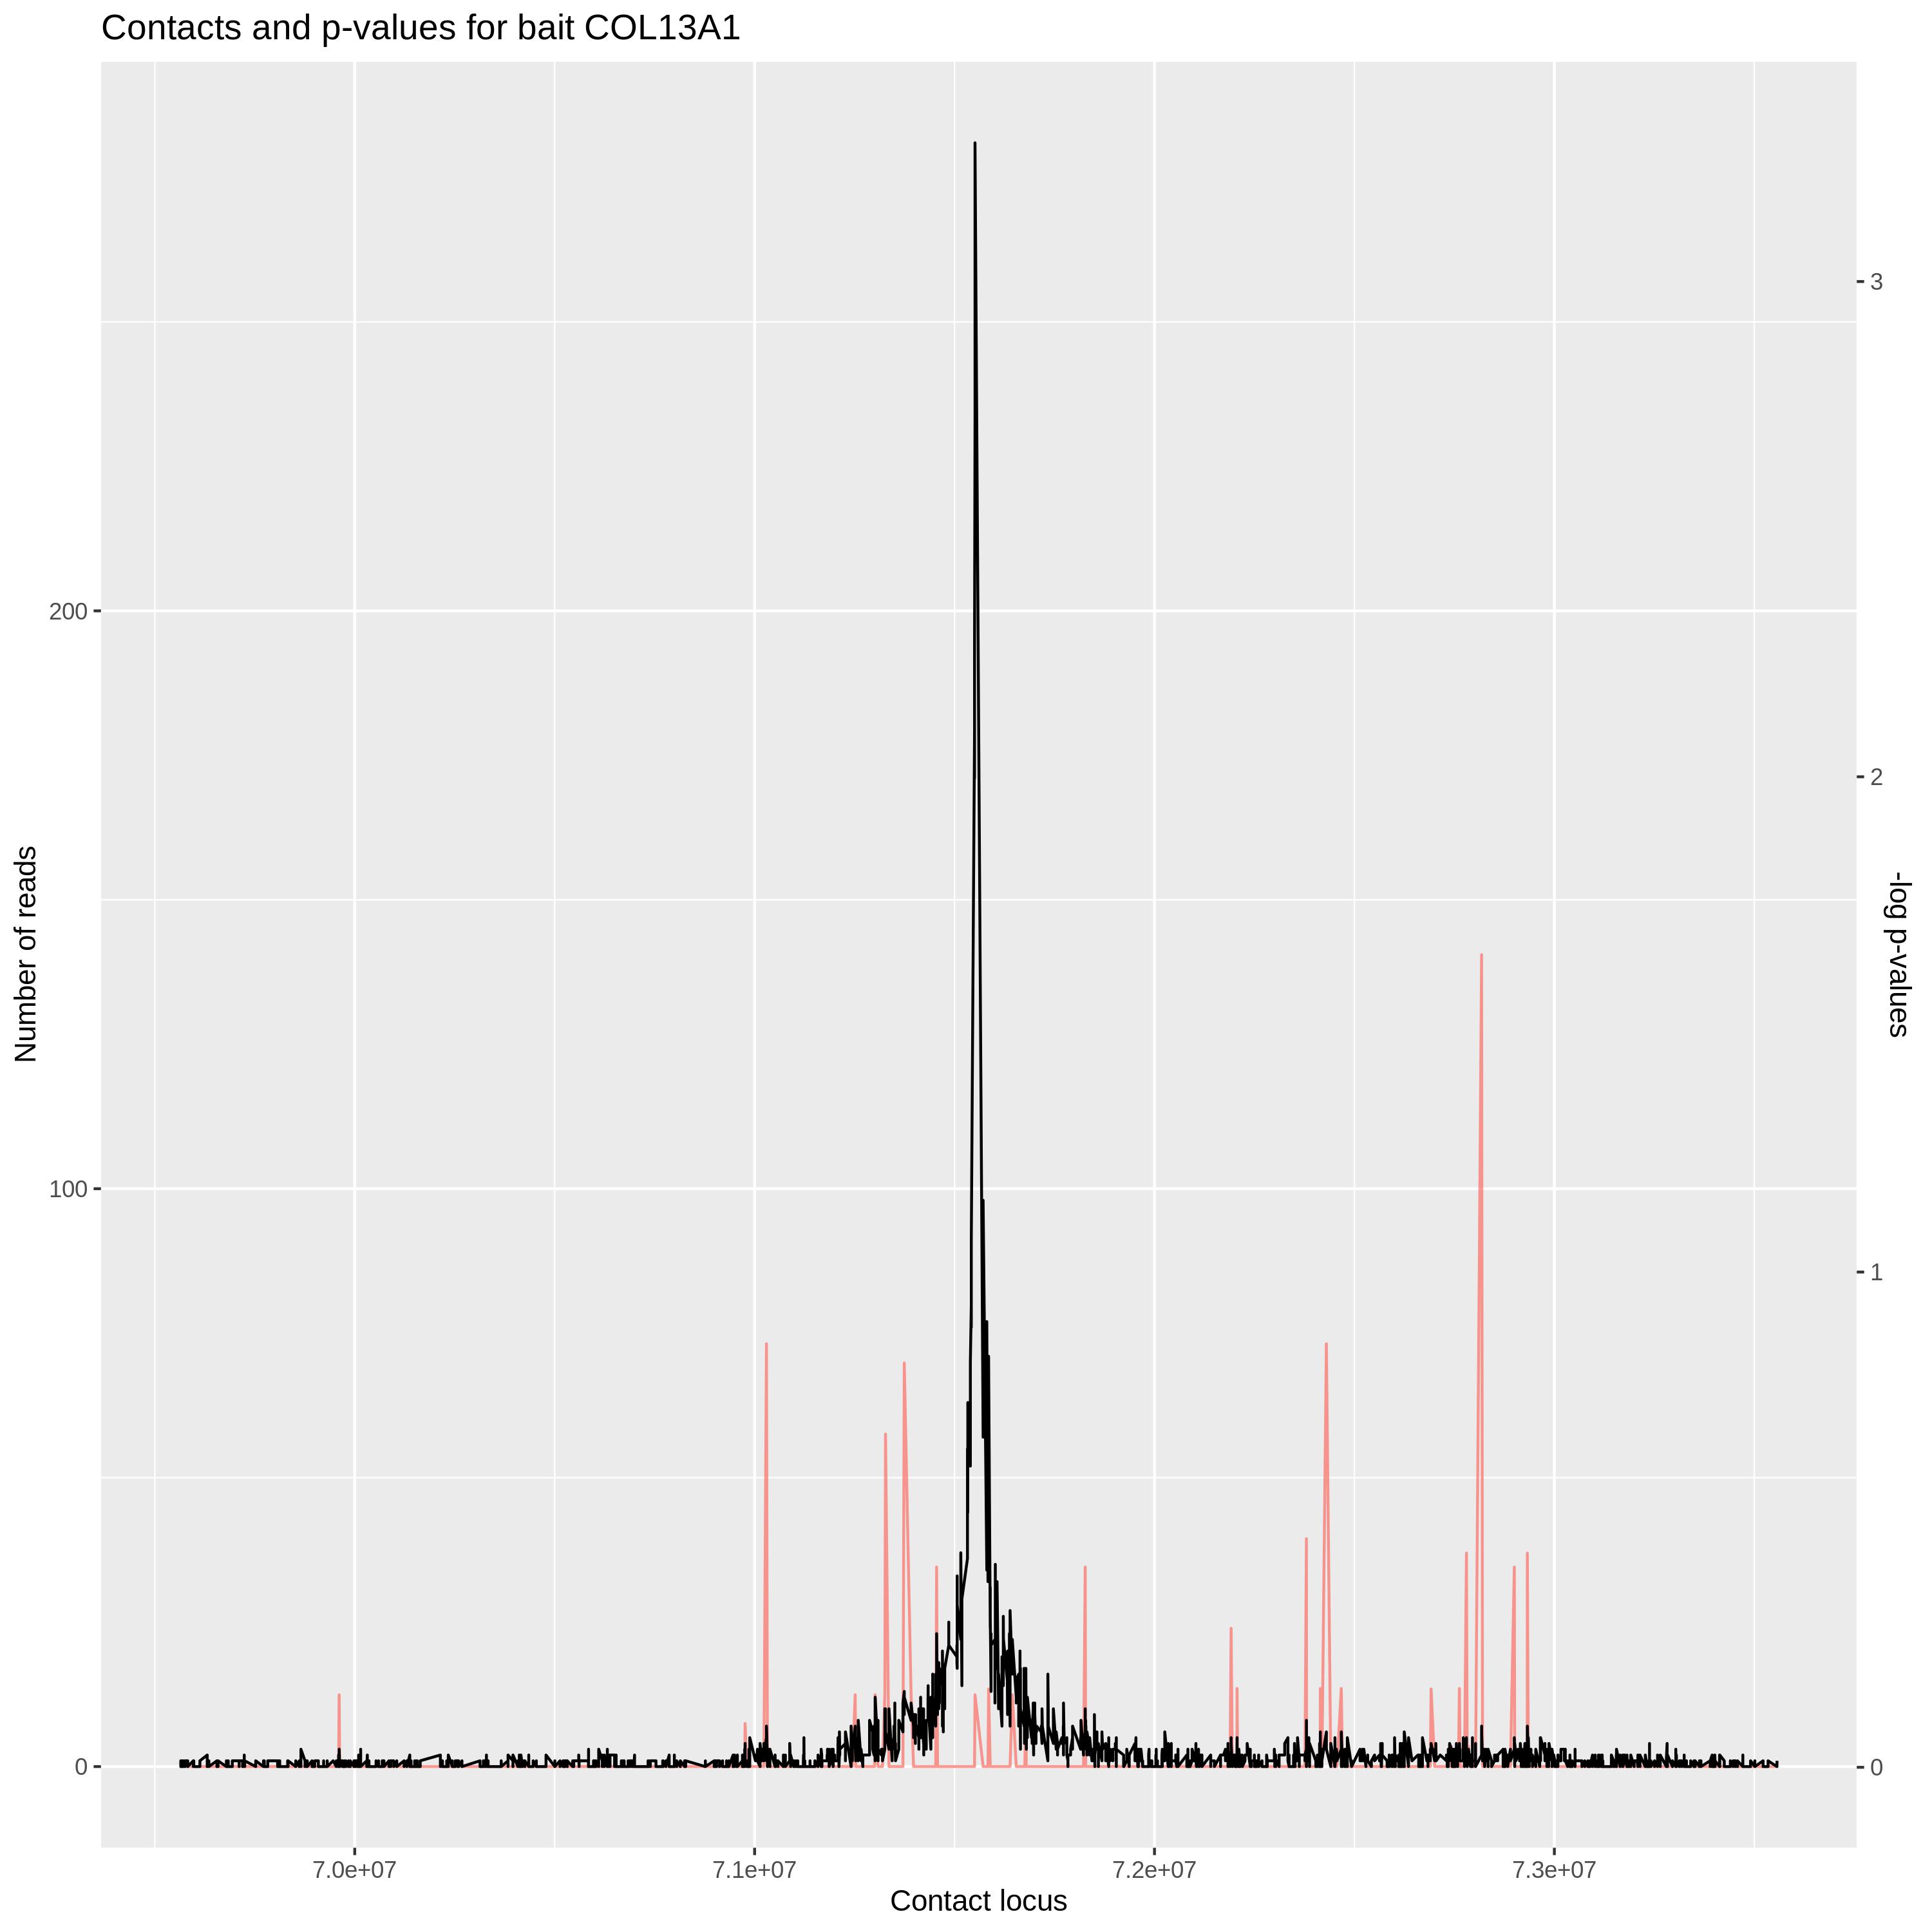 Contacts and p-values for bait COL13A1
Number of reads
200
100
0
3
2
1
0
-log p-values
7.0e+07 7.1e+07 7.2e+07 7.3e+07
Contact locus